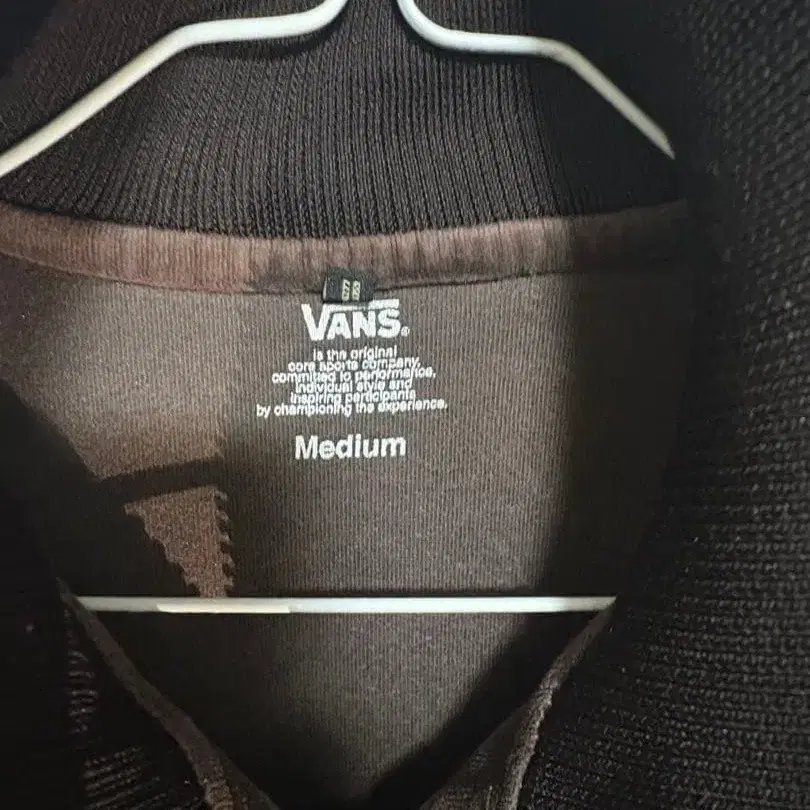 VANS®
is the original
core sports company,
committed to performance,
individual style and
inspiring participants
by championing the experience.
Medium